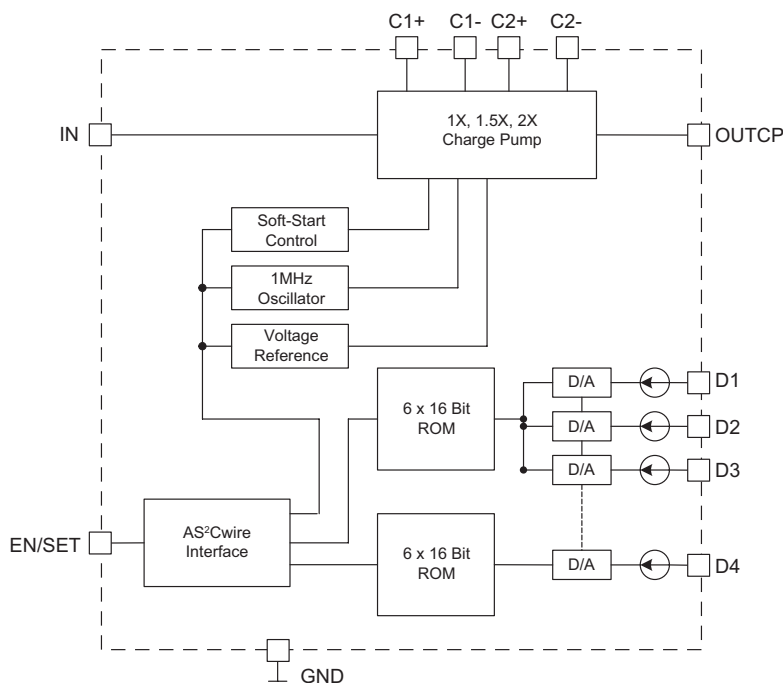 C1+ C1- C2+ C2-
IN
1X, 1.5X, 2X
Charge Pump
OUTCP
Soft-Start
Control
1MHz
Oscillator
Voltage
Reference
6 x 16 Bit
ROM
D/A
D1
D/A
D2
D/A
D3
EN/SET
AS²Cwire
Interface
6 x 16 Bit
ROM
D/A
D4
GND